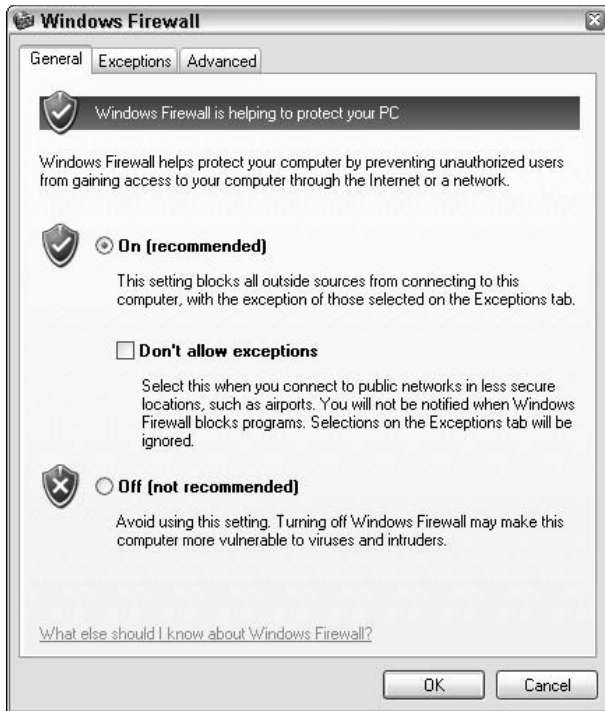 Windows Firewall
General Exceptions Advanced
Windows Firewall is helping to protect your PC
Windows Firewall helps protect your computer by preventing unauthorized users
from gaining access to your computer through the Internet or a network.
On (recommended)
This setting blocks all outside sources from connecting to this
computer, with the exception of those selected on the Exceptions tab.
Don't allow exceptions
Select this when you connect to public networks in less secure
locations, such as airports. You will not be notified when Windows
Firewall blocks programs. Selections on the Exceptions tab will be
ignored.
Off (not recommended)
Avoid using this setting. Turning off Windows Firewall may make this
computer more vulnerable to viruses and intruders.
What else should I know about Windows Firewall?
OK Cancel